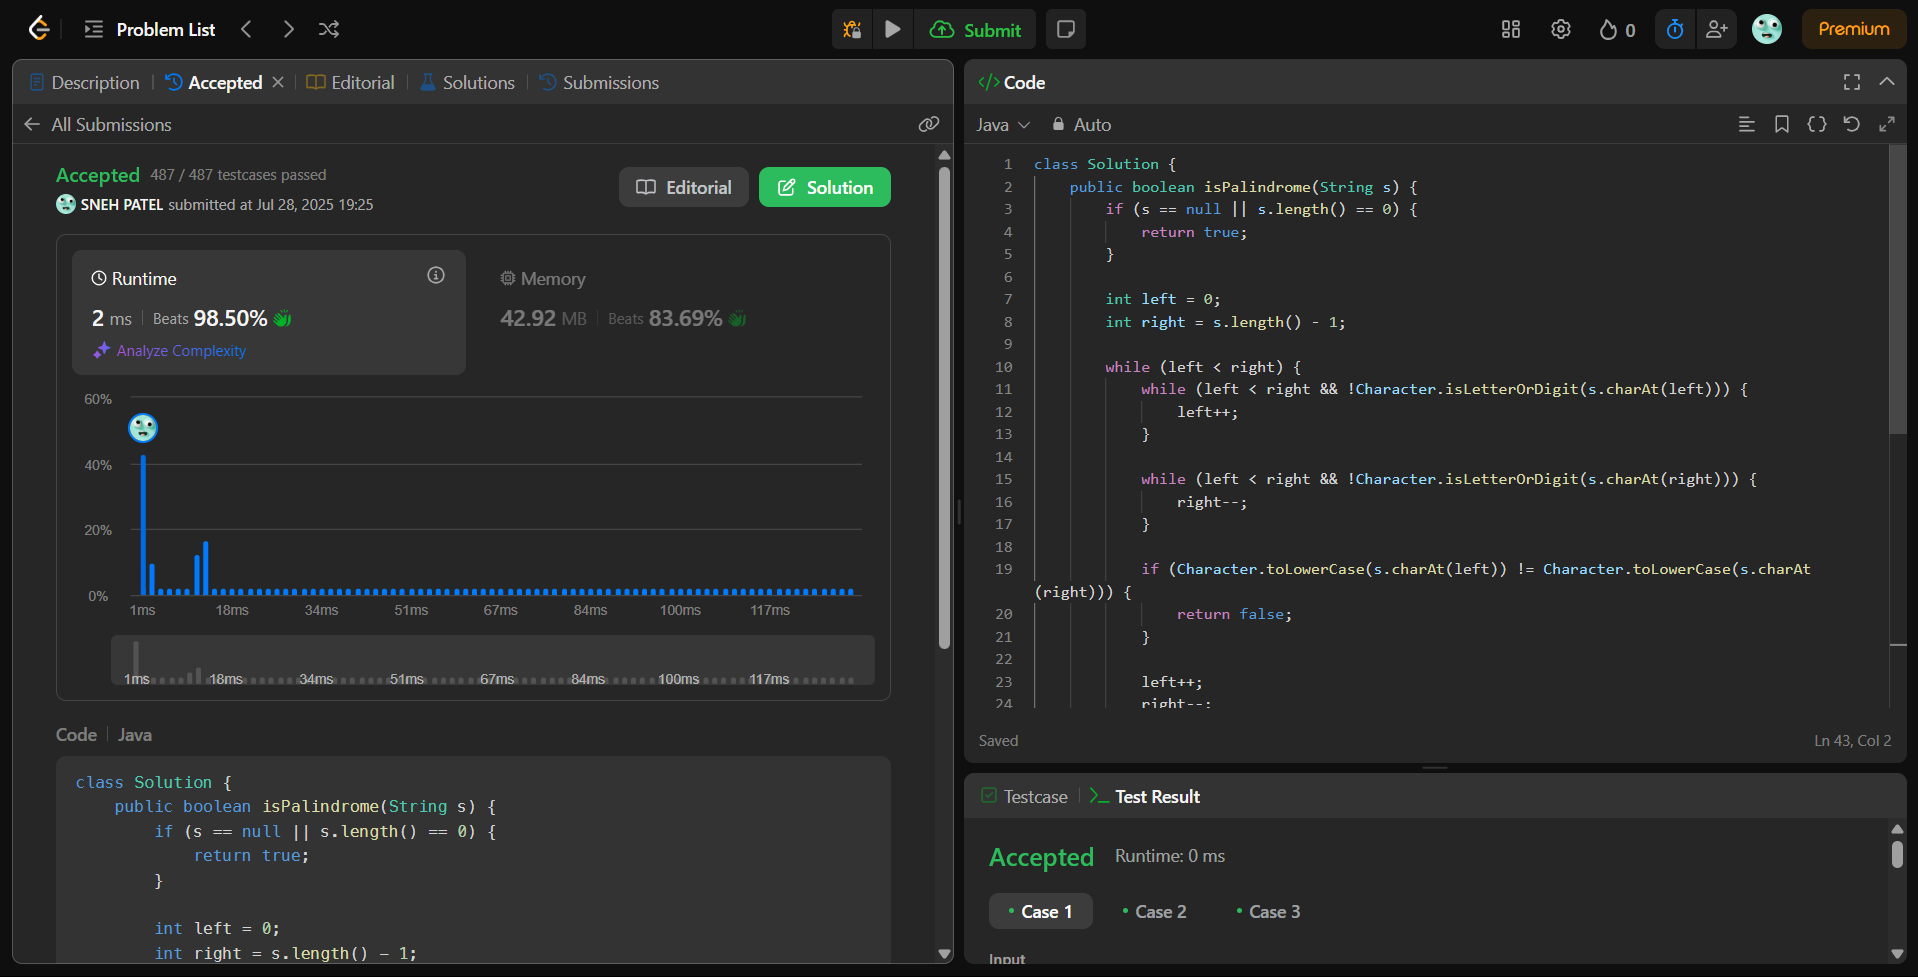 Problem List
Submit
0
Premium
Description
Accepted
Editorial
Solutions
Submissions
All Submissions
Accepted 487 / 487 testcases passed
SNEH PATEL submitted at Jul 28, 2025 19:25
Editorial
Solution
Runtime
2 ms Beats 98.50%
Analyze Complexity
Memory
42.92 MB Beats 83.69%
60%
40%
20%
0%
1ms 18ms 34ms 51ms 67ms 84ms 100ms 117ms
1ms 18ms 34ms 51ms 67ms 84ms 100ms 117ms
Code Java
class Solution {
public boolean isPalindrome(String s) {
if (s == null || s.length() == 0) {
return true;
}
int left = 0;
int right = s.length() - 1;
</> Code
Java Auto
1 class Solution {
2 public boolean isPalindrome(String s) {
3 if (s == null || s.length() == 0) {
4 return true;
5 }
6
7 int left = 0;
8 int right = s.length() - 1;
9
10 while (left < right) {
11 while (left < right && !Character.isLetterOrDigit(s.charAt(left))) {
12 left++;
13 }
14
15 while (left < right && !Character.isLetterOrDigit(s.charAt(right))) {
16 right--;
17 }
18
19 if (Character.toLowerCase(s.charAt(left)) != Character.toLowerCase(s.charAt
(right))) {
20 return false;
21 }
22
23 left++;
24 right--;
Saved
Ln 43, Col 2
Testcase
Test Result
Accepted Runtime: 0 ms
Case 1
Case 2
Case 3
Input